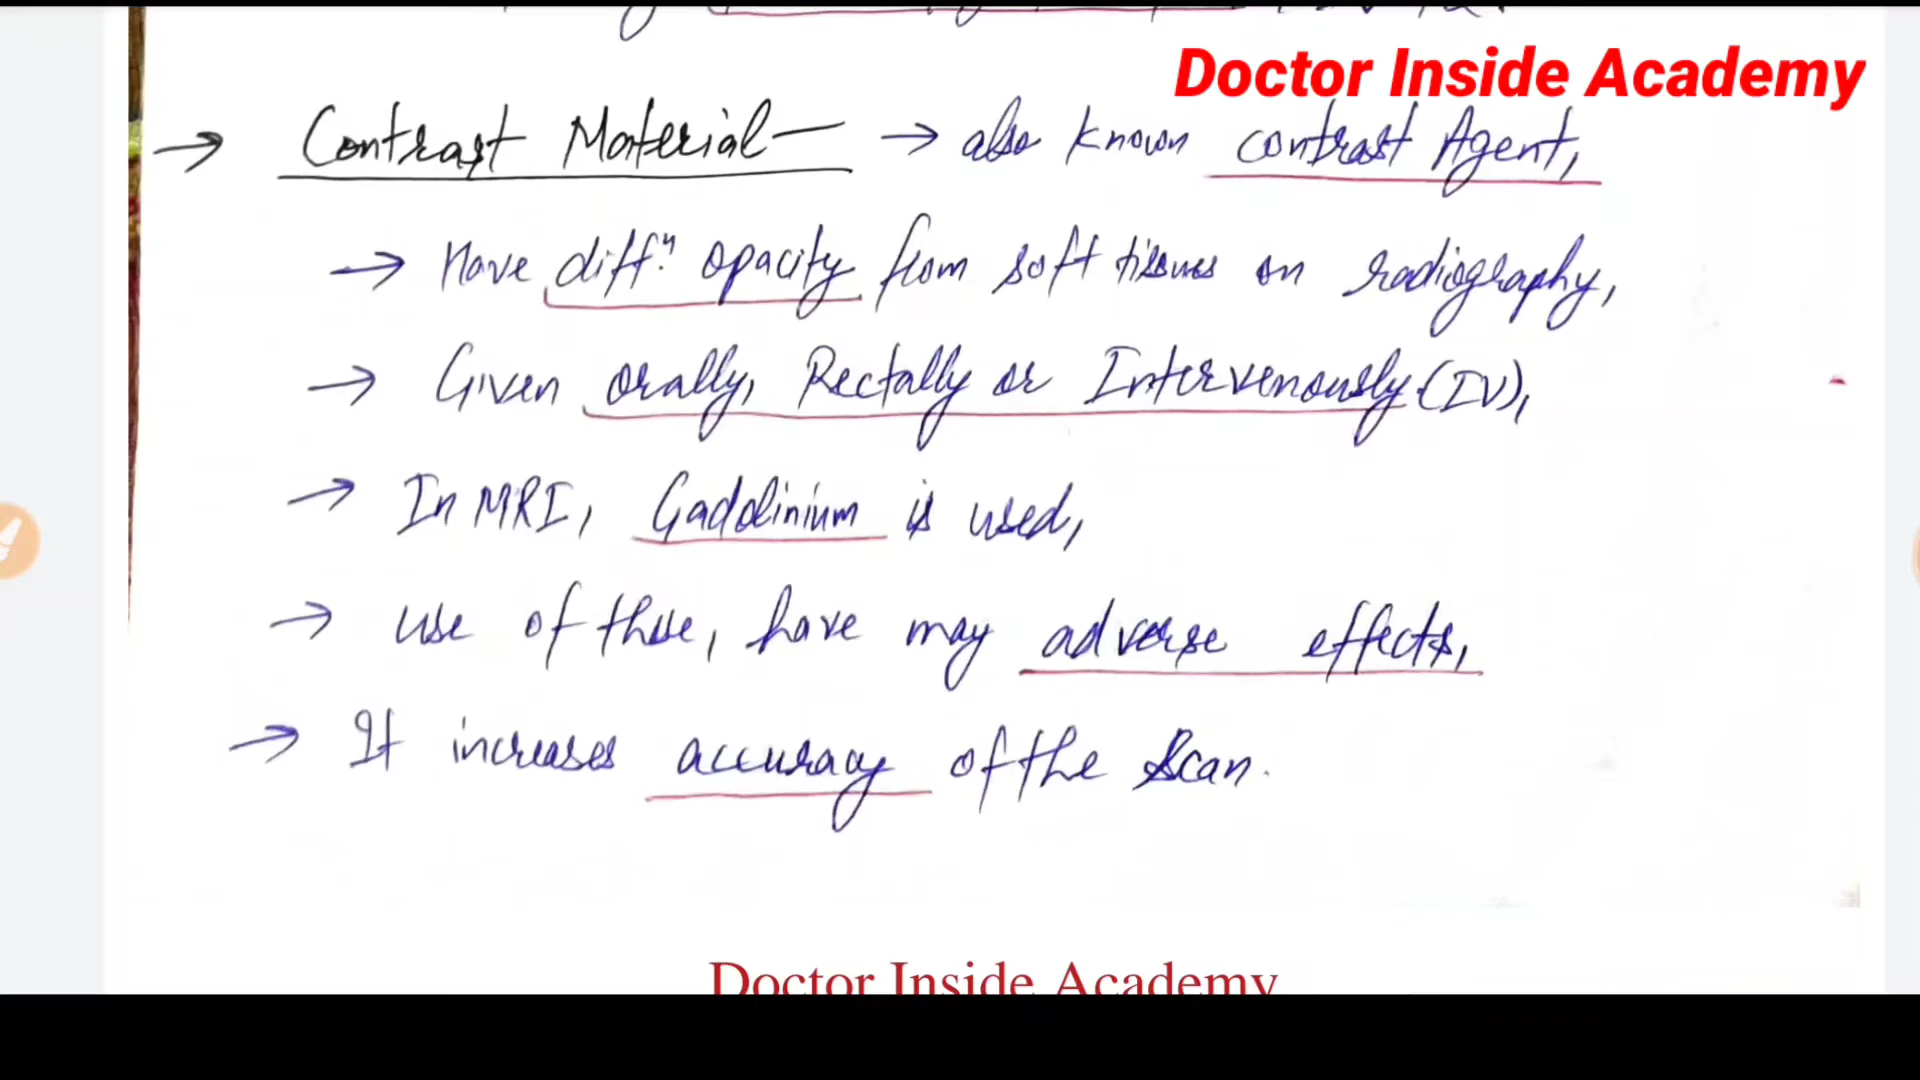 Doctor Inside Academy
→ Contrast Material — → also known contrast Agent,
→ Have diffⁿ opacity from soft tissues on radiography,
→ Given orally, Rectally or Intervenously (IV),
→ In MRI, Gadolinium is used,
→ use of these, have may adverse effects,
→ It increases accuracy of the Scan.
Doctor Inside Academy